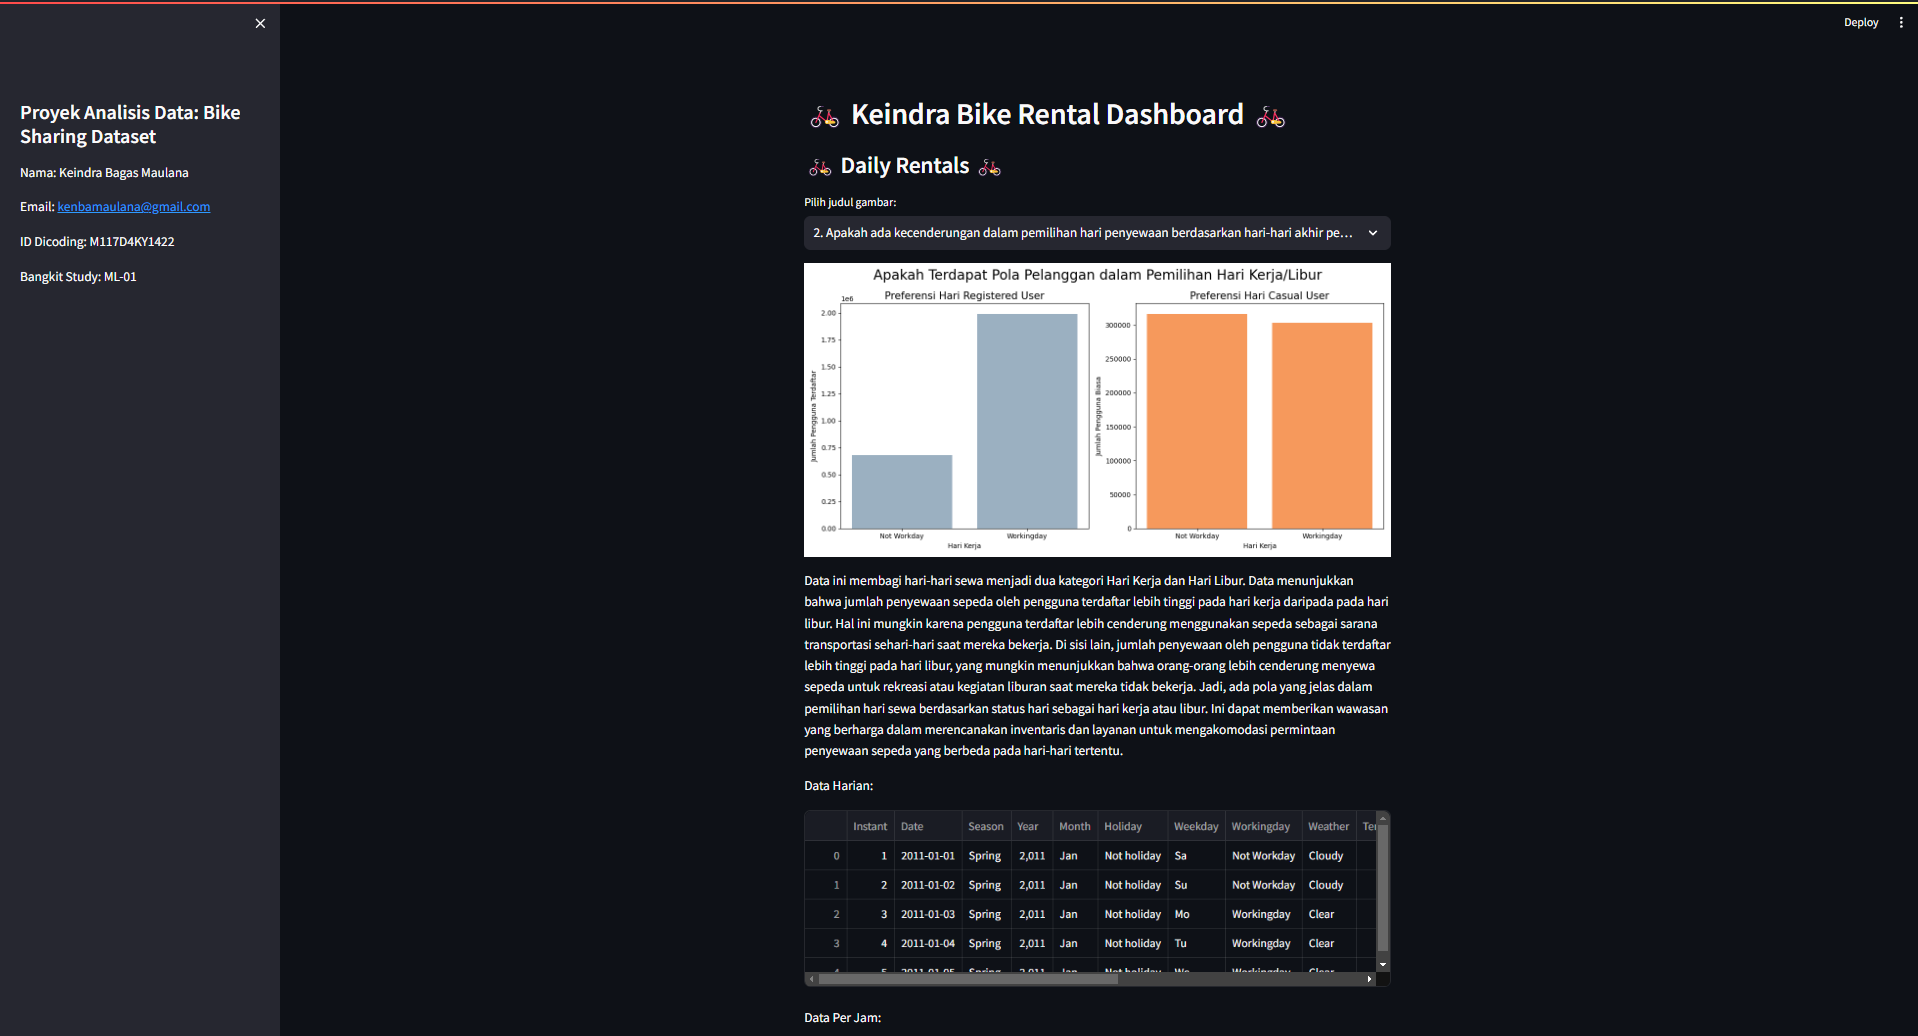 Deploy
Proyek Analisis Data: Bike
Sharing Dataset
Nama: Keindra Bagas Maulana
Email: kenbamaulana@gmail.com
ID Dicoding: M117D4KY1422
Bangkit Study: ML-01
Keindra Bike Rental Dashboard
Daily Rentals
Pilih judul gambar:
2. Apakah ada kecenderungan dalam pemilihan hari penyewaan berdasarkan hari-hari akhir pe...
Apakah Terdapat Pola Pelanggan dalam Pemilihan Hari Kerja/Libur
Preferensi Hari Registered User
1e6
2.00
1.75
1.50
1.25
1.00
0.75
0.50
0.25
0.00
Jumlah Pengguna Terdaftar
Not Workday Workingday
Hari Kerja
Preferensi Hari Casual User
300000
250000
200000
150000
100000
50000
0
Jumlah Pengguna Biasa
Not Workday Workingday
Hari Kerja
Data ini membagi hari-hari sewa menjadi dua kategori Hari Kerja dan Hari Libur. Data menunjukkan
bahwa jumlah penyewaan sepeda oleh pengguna terdaftar lebih tinggi pada hari kerja daripada pada hari
libur. Hal ini mungkin karena pengguna terdaftar lebih cenderung menggunakan sepeda sebagai sarana
transportasi sehari-hari saat mereka bekerja. Di sisi lain, jumlah penyewaan oleh pengguna tidak terdaftar
lebih tinggi pada hari libur, yang mungkin menunjukkan bahwa orang-orang lebih cenderung menyewa
sepeda untuk rekreasi atau kegiatan liburan saat mereka tidak bekerja. Jadi, ada pola yang jelas dalam
pemilihan hari sewa berdasarkan status hari sebagai hari kerja atau libur. Ini dapat memberikan wawasan
yang berharga dalam merencanakan inventaris dan layanan untuk mengakomodasi permintaan
penyewaan sepeda yang berbeda pada hari-hari tertentu.
Data Harian:
Instant Date Season Year Month Holiday Weekday Workingday Weather
0 1 2011-01-01 Spring 2,011 Jan Not holiday Sa Not Workday Cloudy
1 2 2011-01-02 Spring 2,011 Jan Not holiday Su Not Workday Cloudy
2 3 2011-01-03 Spring 2,011 Jan Not holiday Mo Workingday Clear
3 4 2011-01-04 Spring 2,011 Jan Not holiday Tu Workingday Clear
Data Per Jam: